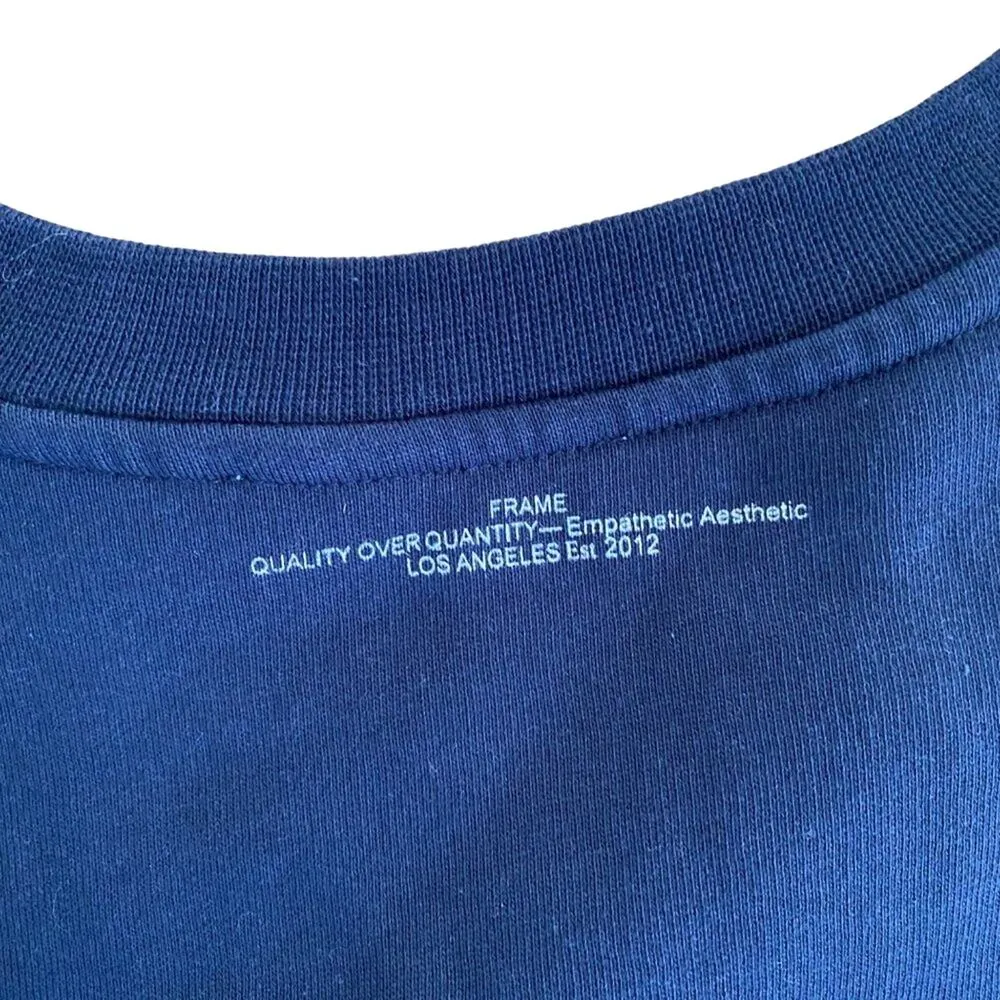 FRAME
QUALITY OVER QUANTITY— Empathetic Aesthetic
LOS ANGELES Est 2012